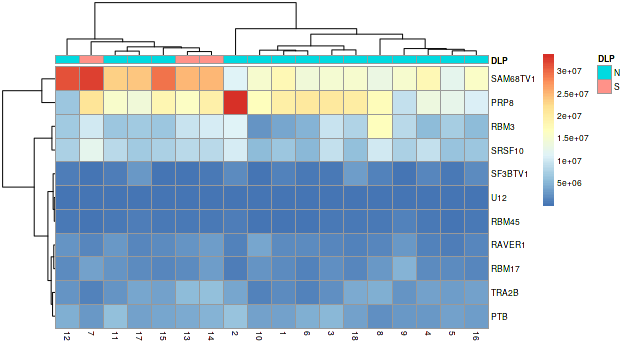 DLP
SAM68TV1
PRP8
RBM3
SRSF10
SF3BTV1
U12
RBM45
RAVER1
RBM17
TRA2B
PTB
12 7 11 17 15 13 14 2 10 1 6 3 18 8 9 4 5 16
3e+07
2.5e+07
2e+07
1.5e+07
1e+07
5e+06
DLP
N
S